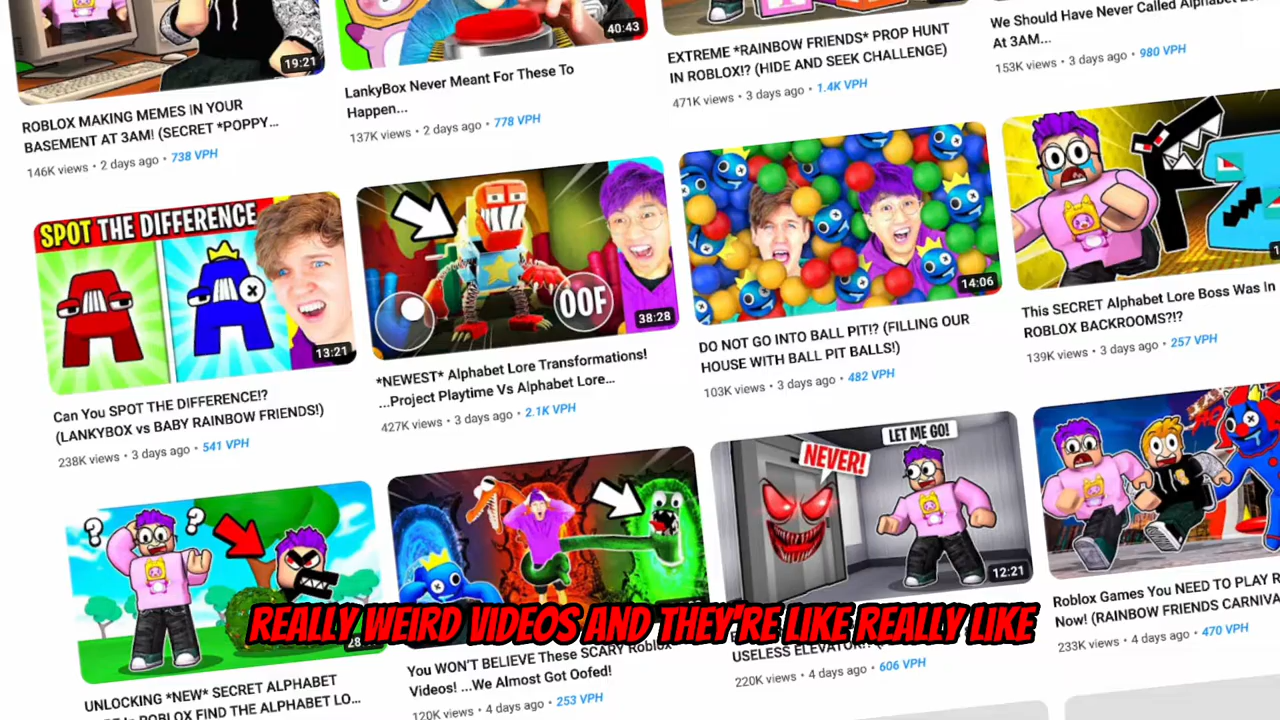 19:21
ROBLOX MAKING MEMES IN YOUR
BASEMENT AT 3AM! (SECRET *POPPY...
146K views • 2 days ago • 738 VPH
40:43
LankyBox Never Meant For These To
Happen...
137K views • 2 days ago • 778 VPH
EXTREME *RAINBOW FRIENDS* PROP HUNT
IN ROBLOX!? (HIDE AND SEEK CHALLENGE)
471K views • 3 days ago • 1.4K VPH
We Should Have Never Called Alphabet
At 3AM...
153K views • 3 days ago • 980 VPH
SPOT THE DIFFERENCE
13:21
Can You SPOT THE DIFFERENCE!?
(LANKYBOX vs BABY RAINBOW FRIENDS!)
238K views • 3 days ago • 541 VPH
OOF
38:28
*NEWEST* Alphabet Lore Transformations!
...Project Playtime Vs Alphabet Lore...
427K views • 3 days ago • 2.1K VPH
14:06
DO NOT GO INTO BALL PIT!? (FILLING OUR
HOUSE WITH BALL PIT BALLS!)
103K views • 3 days ago • 482 VPH
This SECRET Alphabet Lore Boss Was In
ROBLOX BACKROOMS?!?
139K views • 3 days ago • 257 VPH
? ?
UNLOCKING *NEW* SECRET ALPHABET
ROBLOX FIND THE ALPHABET LO...
You WON'T BELIEVE These SCARY Roblox
Videos! ...We Almost Got Oofed!
120K views • 4 days ago • 253 VPH
NEVER!
LET ME GO!
12:21
USELESS ELEVATOR!?
220K views • 4 days ago • 606 VPH
Roblox Games You NEED TO PLAY
Now! (RAINBOW FRIENDS CARNIVA
233K views • 4 days ago • 470 VPH
REALLY WEIRD VIDEOS AND THEY'RE LIKE REALLY LIKE